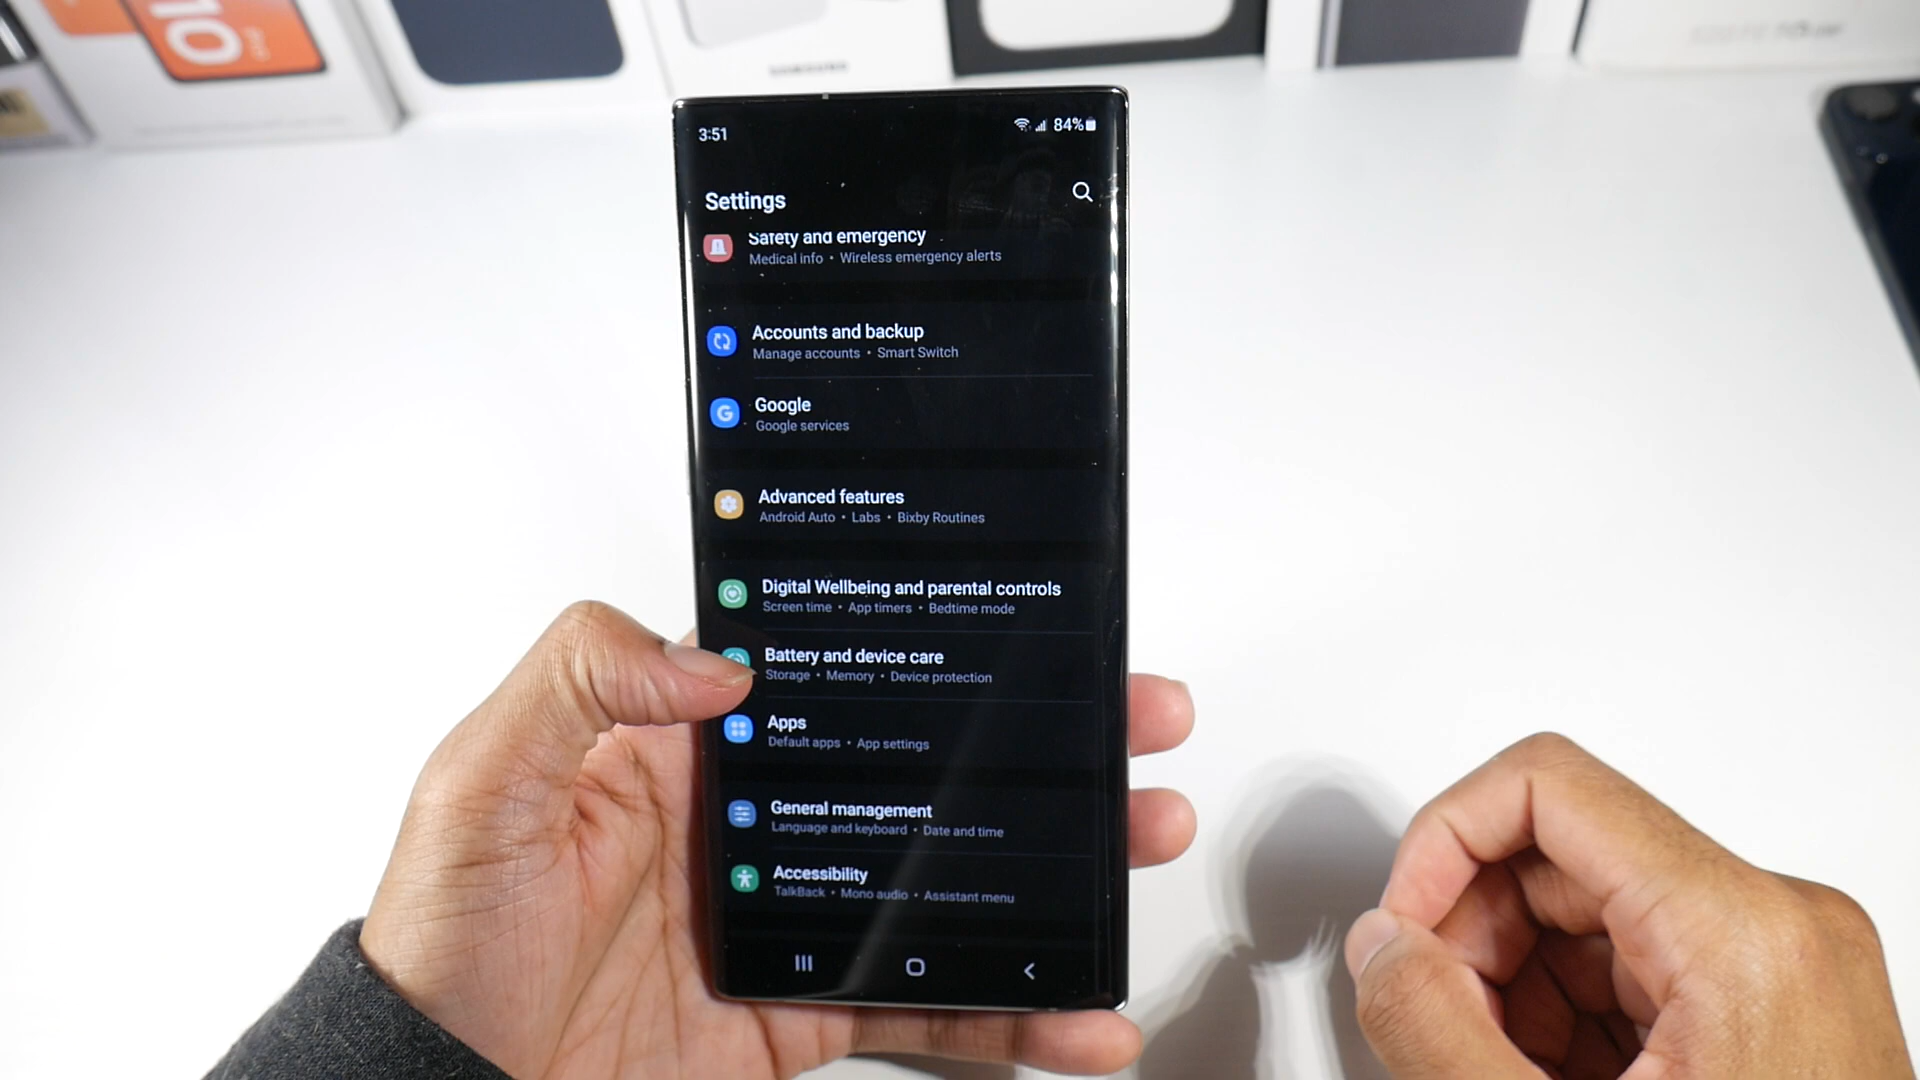 10
SAMSUNG
3:51
84%
Settings
Safety and emergency
Medical info • Wireless emergency alerts
Accounts and backup
Manage accounts • Smart Switch
Google
Google services
Advanced features
Android Auto • Labs • Bixby Routines
Digital Wellbeing and parental controls
Screen time • App timers • Bedtime mode
Battery and device care
Storage • Memory • Device protection
Apps
Default apps • App settings
General management
Language and keyboard • Date and time
Accessibility
TalkBack • Mono audio • Assistant menu